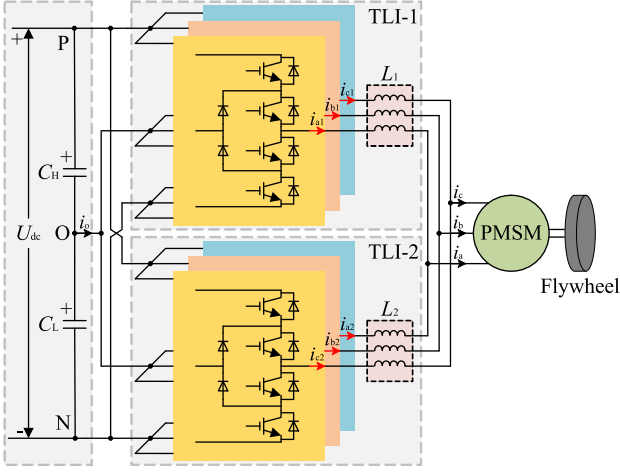 TLI-1
+
P
L1
ic1
ib1
ia1
+
CH
ic
Udc
O
io
ib
PMSM
ia
TLI-2
Flywheel
+
CL
L2
ia2
ib2
ic2
N
-